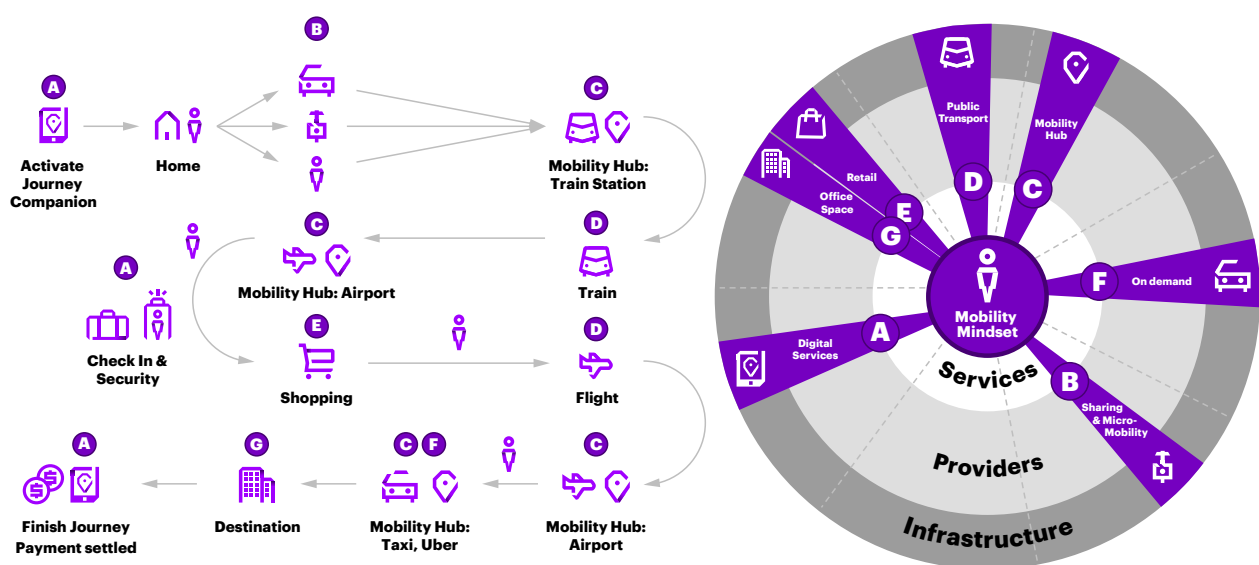 B
A
C
Activate
Journey
Companion
Home
Mobility Hub:
Train Station
C
D
A
Mobility Hub: Airport
Train
Check In &
Security
E
D
Shopping
Flight
A
G
C
F
C
Finish Journey
Payment settled
Destination
Mobility Hub:
Taxi, Uber
Mobility Hub:
Airport
Public
Transport
Mobility
Hub
Retail
Office
Space
D
C
E
G
F
On demand
Mobility
Mindset
A
Digital
Services
B
Sharing
& Micro-
Mobility
Services
Providers
Infrastructure